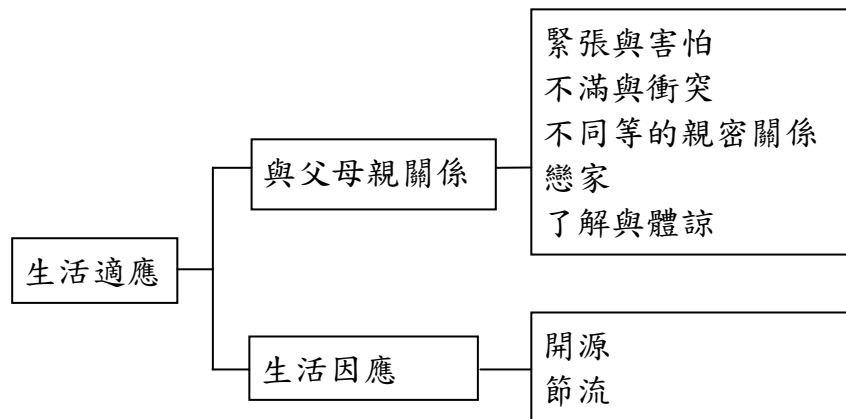 生活適應
與父母親關係
緊張與害怕
不滿與衝突
不同等的親密關係
戀家
了解與體諒
生活因應
開源
節流